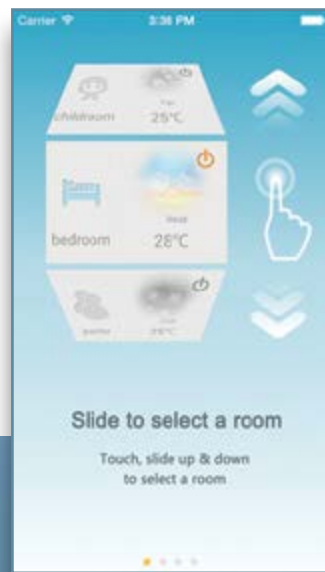 Carrier 3:36 PM
childroom
25°C
bedroom
Heat
28°C
Slide to select a room
Touch, slide up & down
to select a room